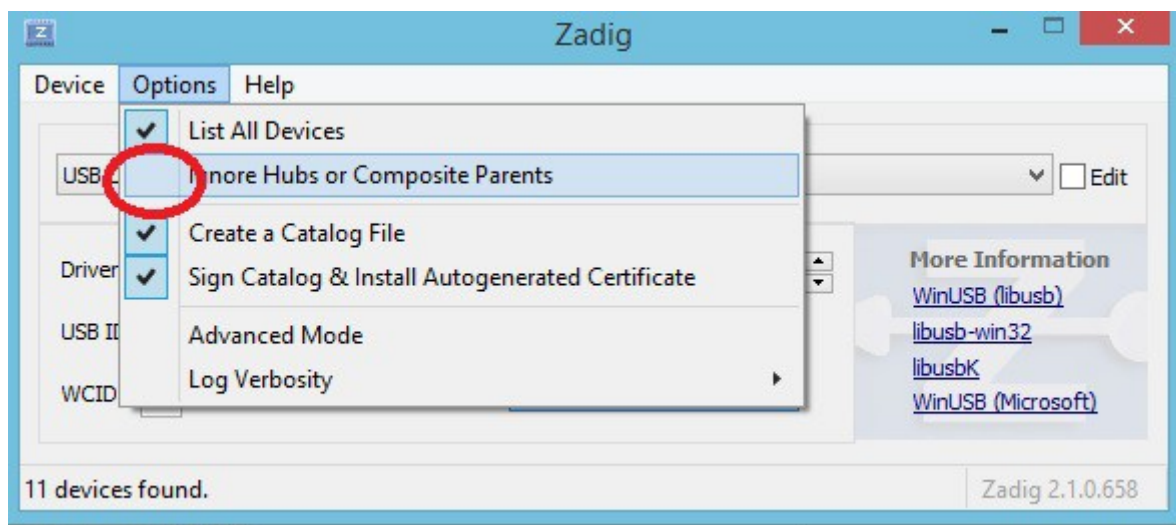 Zadig
Device Options Help
List All Devices
USB Ignore Hubs or Composite Parents Edit
Create a Catalog File
Driver Sign Catalog & Install Autogenerated Certificate
More Information
WinUSB (libusb)
USB ID Advanced Mode libusb-win32
Log Verbosity libusbK
WCID WinUSB (Microsoft)
11 devices found. Zadig 2.1.0.658